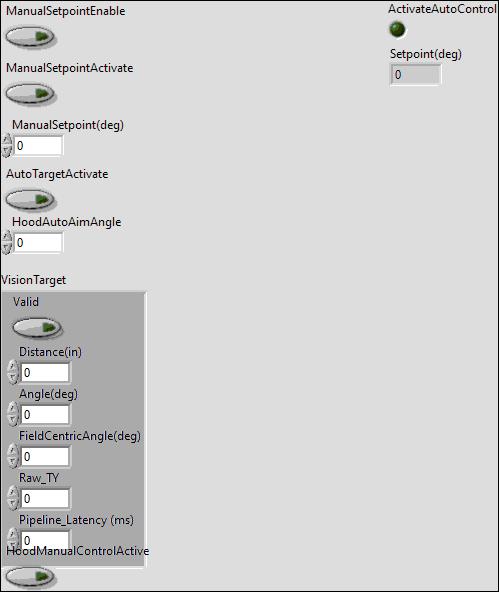 ManualSetpointEnable
ActivateAutoControl
ManualSetpointActivate
Setpoint(deg)
0
ManualSetpoint(deg)
0
AutoTargetActivate
HoodAutoAimAngle
0
VisionTarget
Valid
Distance(in)
0
Angle(deg)
0
FieldCentricAngle(deg)
0
Raw_TY
0
Pipeline_Latency (ms)
0
HoodManualControlActive